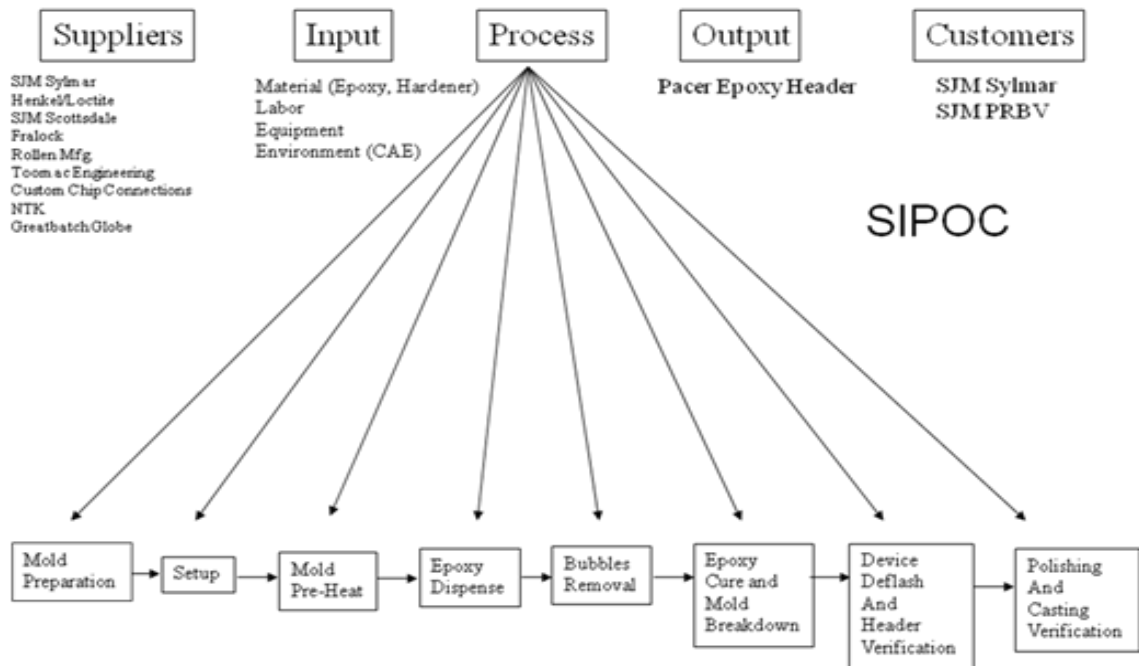 Suppliers
Input
Process
Output
Customers
SJM Sylmar
Henkel/Loctite
SJM Scottsdale
Fralock
Rollen Mfg.
Toomac Engineering
Custom Chip Connections
NTK
Greatbatch Globe
Material (Epoxy, Hardener)
Labor
Equipment
Environment (CAE)
Pacer Epoxy Header
SJM Sylmar
SJM PRBV
SIPOC
Mold
Preparation
Setup
Mold
Pre-Heat
Epoxy
Dispense
Bubbles
Removal
Epoxy
Cure and
Mold
Breakdown
Device
Deflash
And
Header
Verification
Polishing
And
Casting
Verification